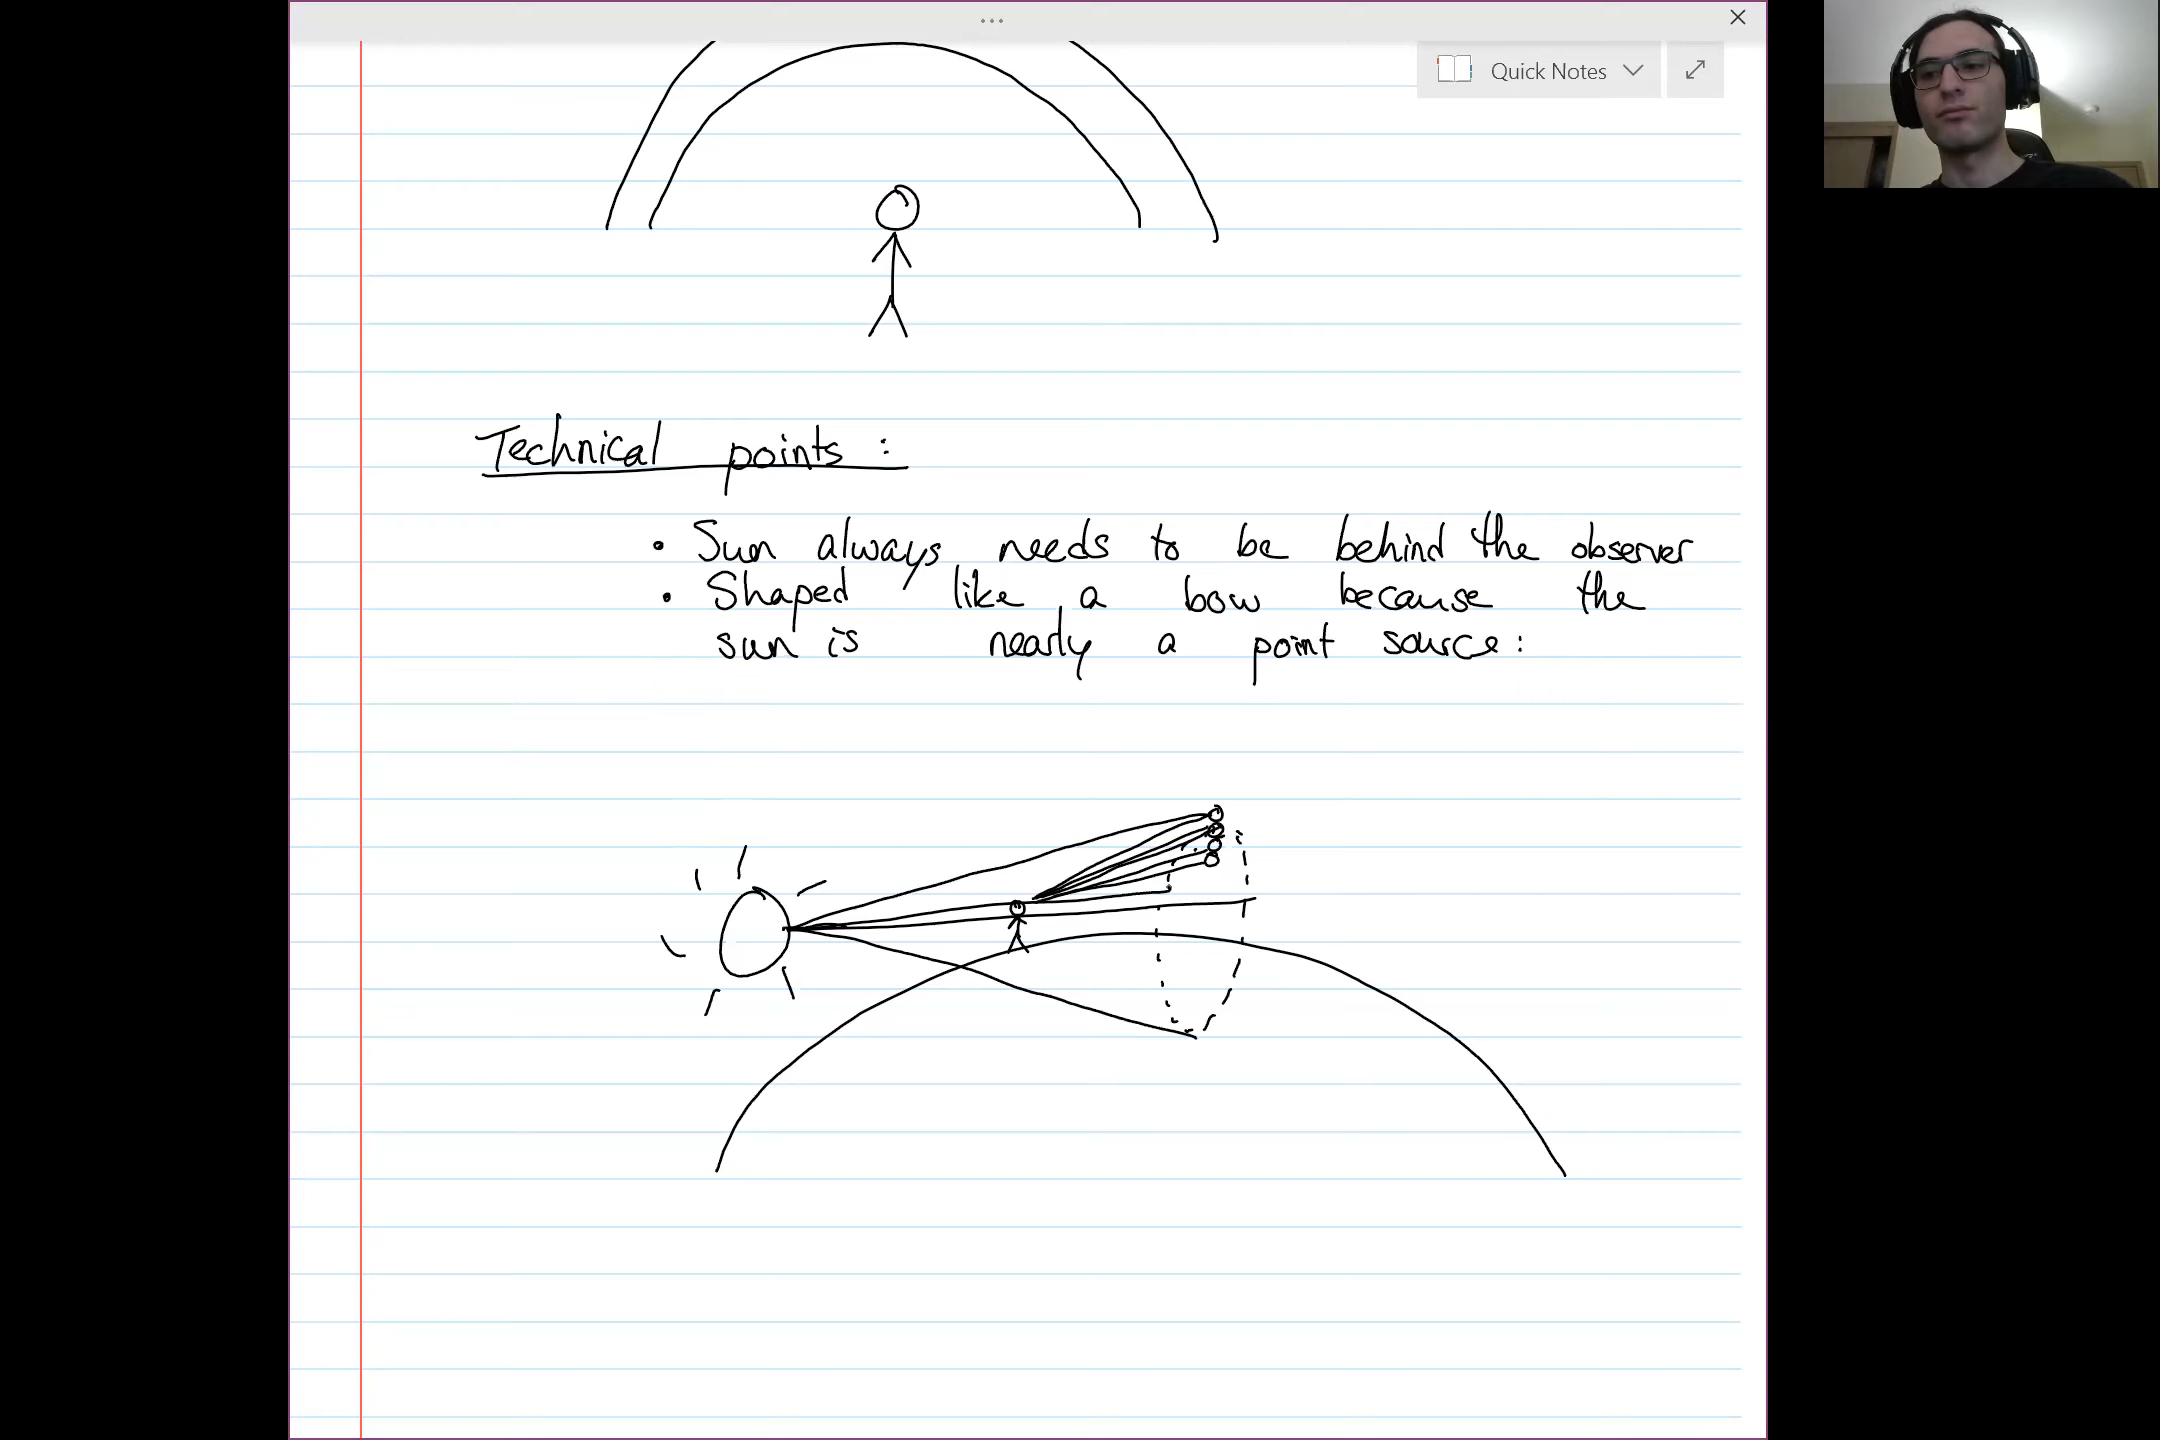 Quick Notes
Technical points:
• Sun always needs to be behind the observer
• Shaped like a bow because the
sun is nearly a point source: